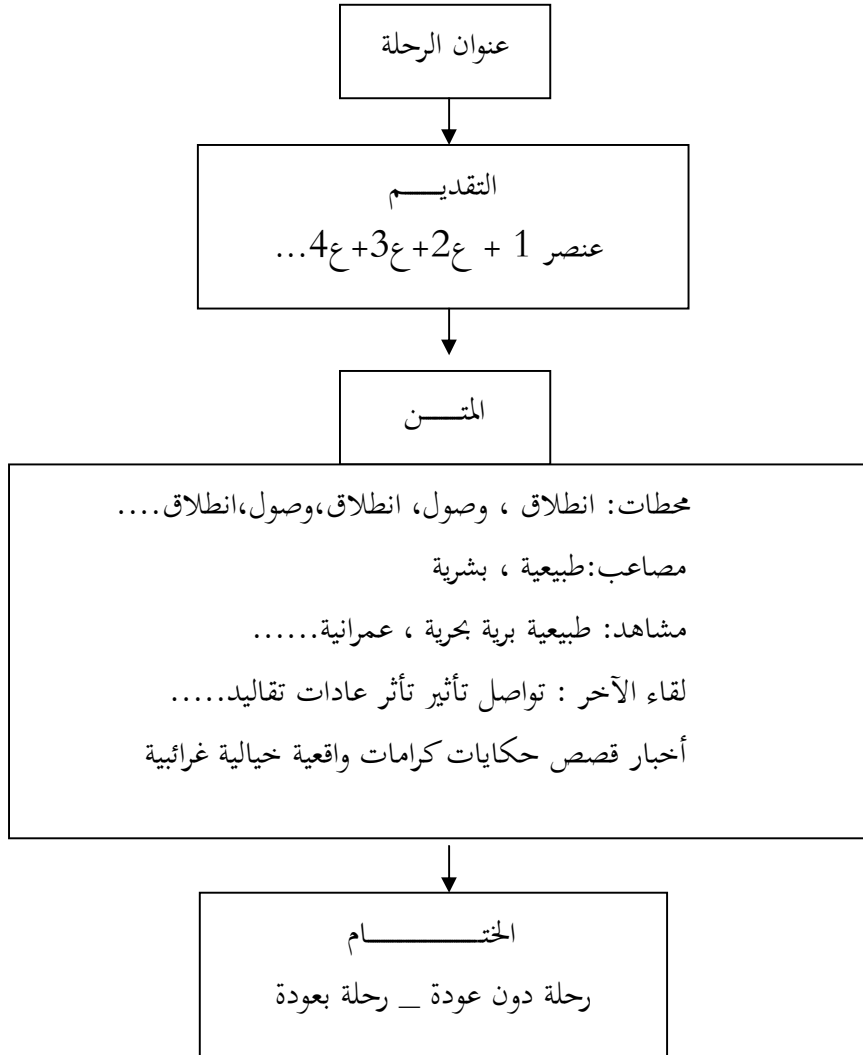 عنوان الرحلة
التقديـــــم
عنصر 1 + ع2+ع3+ع4...
المتـــــن
محطات: انطلاق ، وصول، انطلاق،وصول،انطلاق....
مصاعب:طبيعية ، بشرية
مشاهد: طبيعية برية بحرية ، عمرانية......
لقاء الآخر : تواصل تأثير تأثر عادات تقاليد.....
أخبار قصص حكايات كرامات واقعية خيالية غرائبية
الختـــــــــــام
رحلة دون عودة _ رحلة بعودة